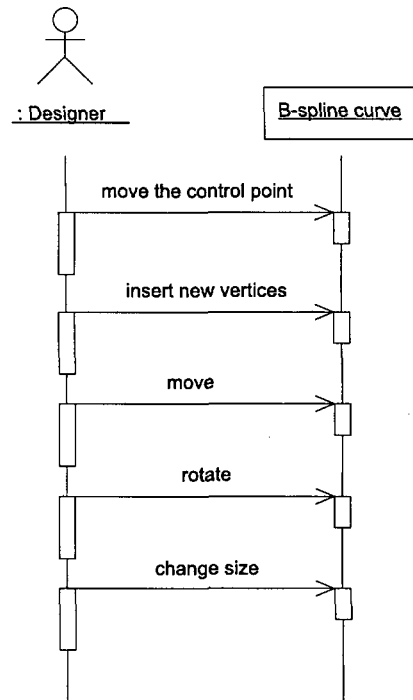 : Designer
B-spline curve
move the control point
insert new vertices
move
rotate
change size